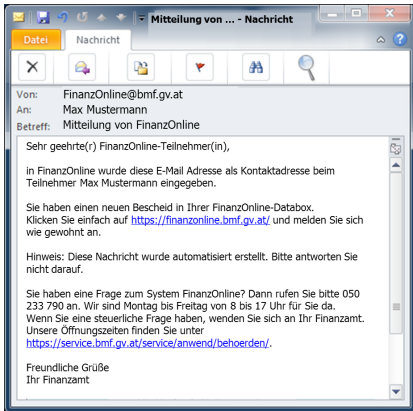 Mitteilung von ... - Nachricht
Datei
Nachricht
Von: FinanzOnline@bmf.gv.at
An: Max Mustermann
Betreff: Mitteilung von FinanzOnline
Sehr geehrte(r) FinanzOnline-Teilnehmer(in),
in FinanzOnline wurde diese E-Mail Adresse als Kontaktadresse beim
Teilnehmer Max Mustermann eingegeben.
Sie haben einen neuen Bescheid in Ihrer FinanzOnline-Databox.
Klicken Sie einfach auf https://finanzonline.bmf.gv.at/ und melden Sie sich
wie gewohnt an.
Hinweis: Diese Nachricht wurde automatisiert erstellt. Bitte antworten Sie
nicht darauf.
Sie haben eine Frage zum System FinanzOnline? Dann rufen Sie bitte 050
233 790 an. Wir sind Montag bis Freitag von 8 bis 17 Uhr für Sie da.
Wenn Sie eine steuerliche Frage haben, wenden Sie sich an Ihr Finanzamt.
Unsere Öffnungszeiten finden Sie unter
https://service.bmf.gv.at/service/anwend/behoerden/.
Freundliche Grüße
Ihr Finanzamt